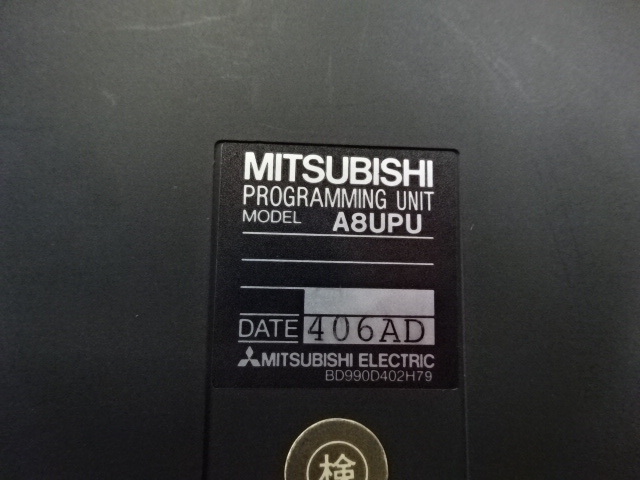 MITSUBISHI
PROGRAMMING UNIT
MODEL A8UPU
DATE 406AD
MITSUBISHI ELECTRIC
BD990D402H79
検